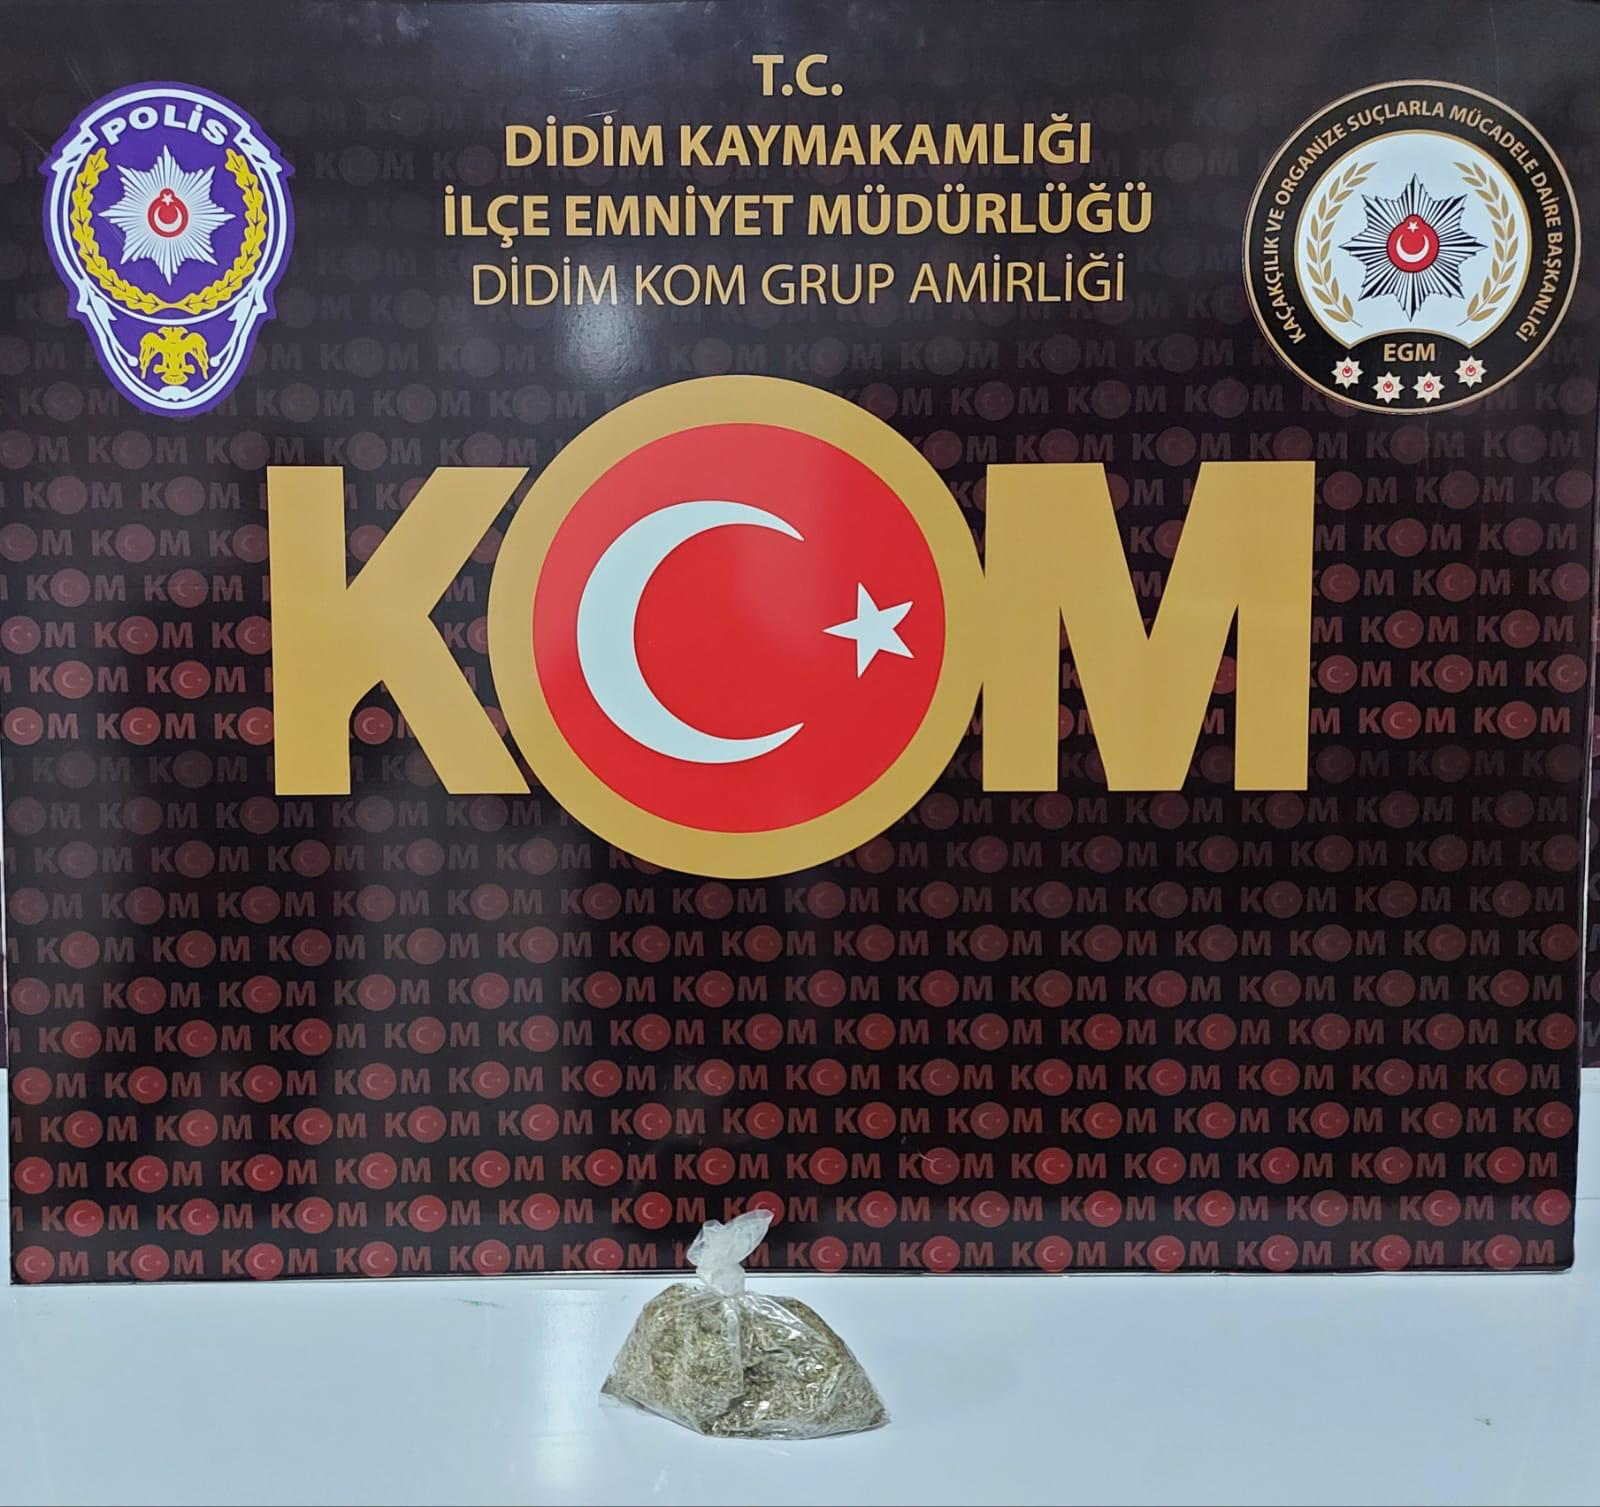 T.C.
DİDİM KAYMAKAMLIĞI
İLÇE EMNİYET MÜDÜRLÜĞÜ
DİDİM KOM GRUP AMİRLİĞİ
POLİS
KAÇAKÇILIK VE ORGANİZE SUÇLARLA MÜCADELE DAİRE BAŞKANLIĞI
EGM
KOM